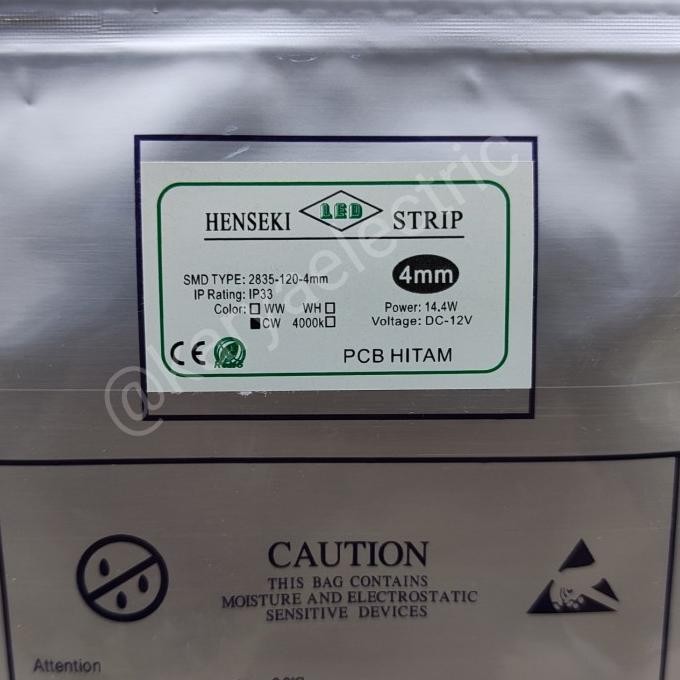 HENSEKI LED STRIP
4mm
SMD TYPE: 2835-120-4mm
IP Rating: IP33
Color: WW WH
CW 4000k
Power: 14.4W
Voltage: DC-12V
CE RoHS
PCB HITAM
CAUTION
THIS BAG CONTAINS
MOISTURE AND ELECTROSTATIC
SENSITIVE DEVICES
Attention